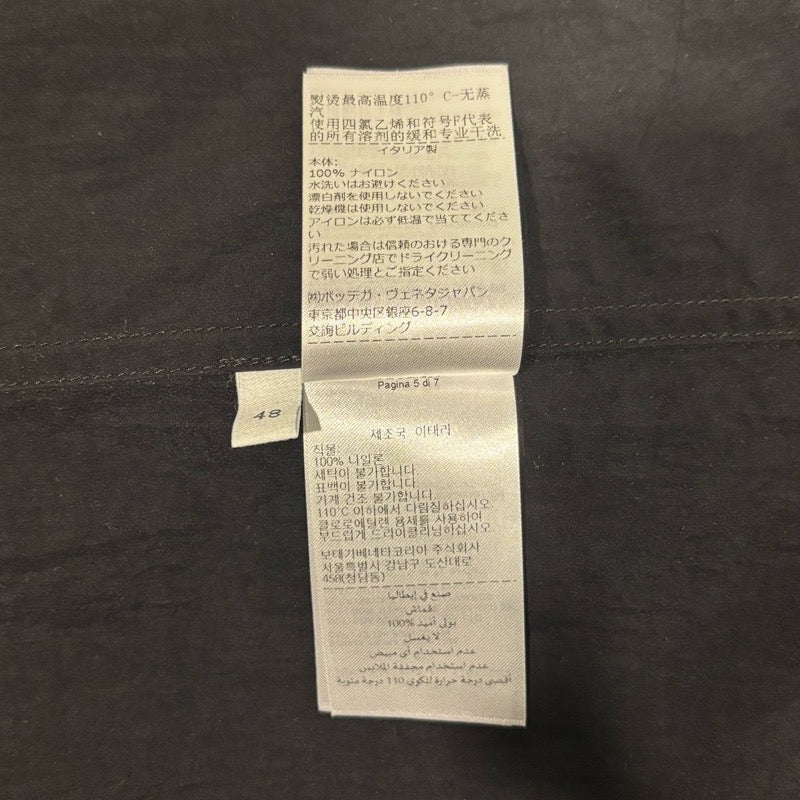 熨烫最高温度110° C-无蒸
汽
使用四氯乙烯和符号F代表
的所有溶剂的缓和专业干洗.
イタリア製
本体:
100% ナイロン
水洗いはお避けください
漂白剤を使用しないでください
乾燥機は使用しないでください
アイロンは必ず低温で当ててくださ
い
汚れた場合は信頼のおける専門のク
リーニング店でドライクリーニング
で弱い処理とご指定ください
㈱ボッテガ・ヴェネタジャパン
東京都中央区銀座6-8-7
交詢ビルディング
Pagina 5 di 7
48
제조국 이태리
직물:
100% 나일론
세탁이 불가합니다
표백이 불가합니다
기계 건조 불가합니다
110°C 이하에서 다림질하십시오.
클로로에틸렌 용제를 사용하여
부드럽게 드라이클리닝하십시오.
보테가베네타코리아 주식회사
서울특별시 강남구 도산대로
458(청담동)
صنع في إيطاليا
قماش:
بولي أميد 100%
لا يغسل
عدم استخدام أي مبيض
عدم استخدام مجففة الملابس
أقصى درجة حرارة للكوي 110 درجة مئوية